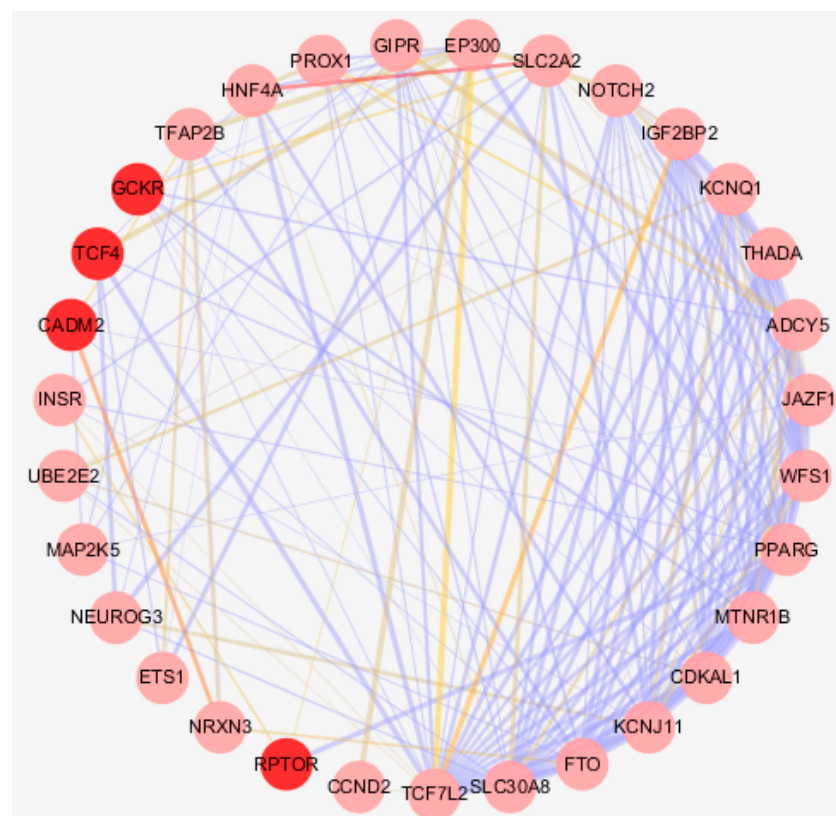 GIPR
EP300
SLC2A2
NOTCH2
IGF2BP2
KCNQ1
THADA
ADCY5
JAZF1
WFS1
PPARG
MTNR1B
CDKAL1
KCNJ11
FTO
SLC30A8
TCF7L2
CCND2
RPTOR
NRXN3
ETS1
NEUROG3
MAP2K5
UBE2E2
INSR
CADM2
TCF4
GCKR
TFAP2B
HNF4A
PROX1